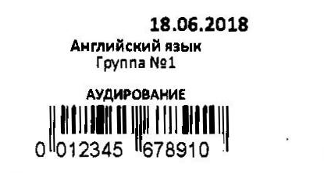 18.06.2018
Английский язык
Группа №1
АУДИРОВАНИЕ
0 012345 678910